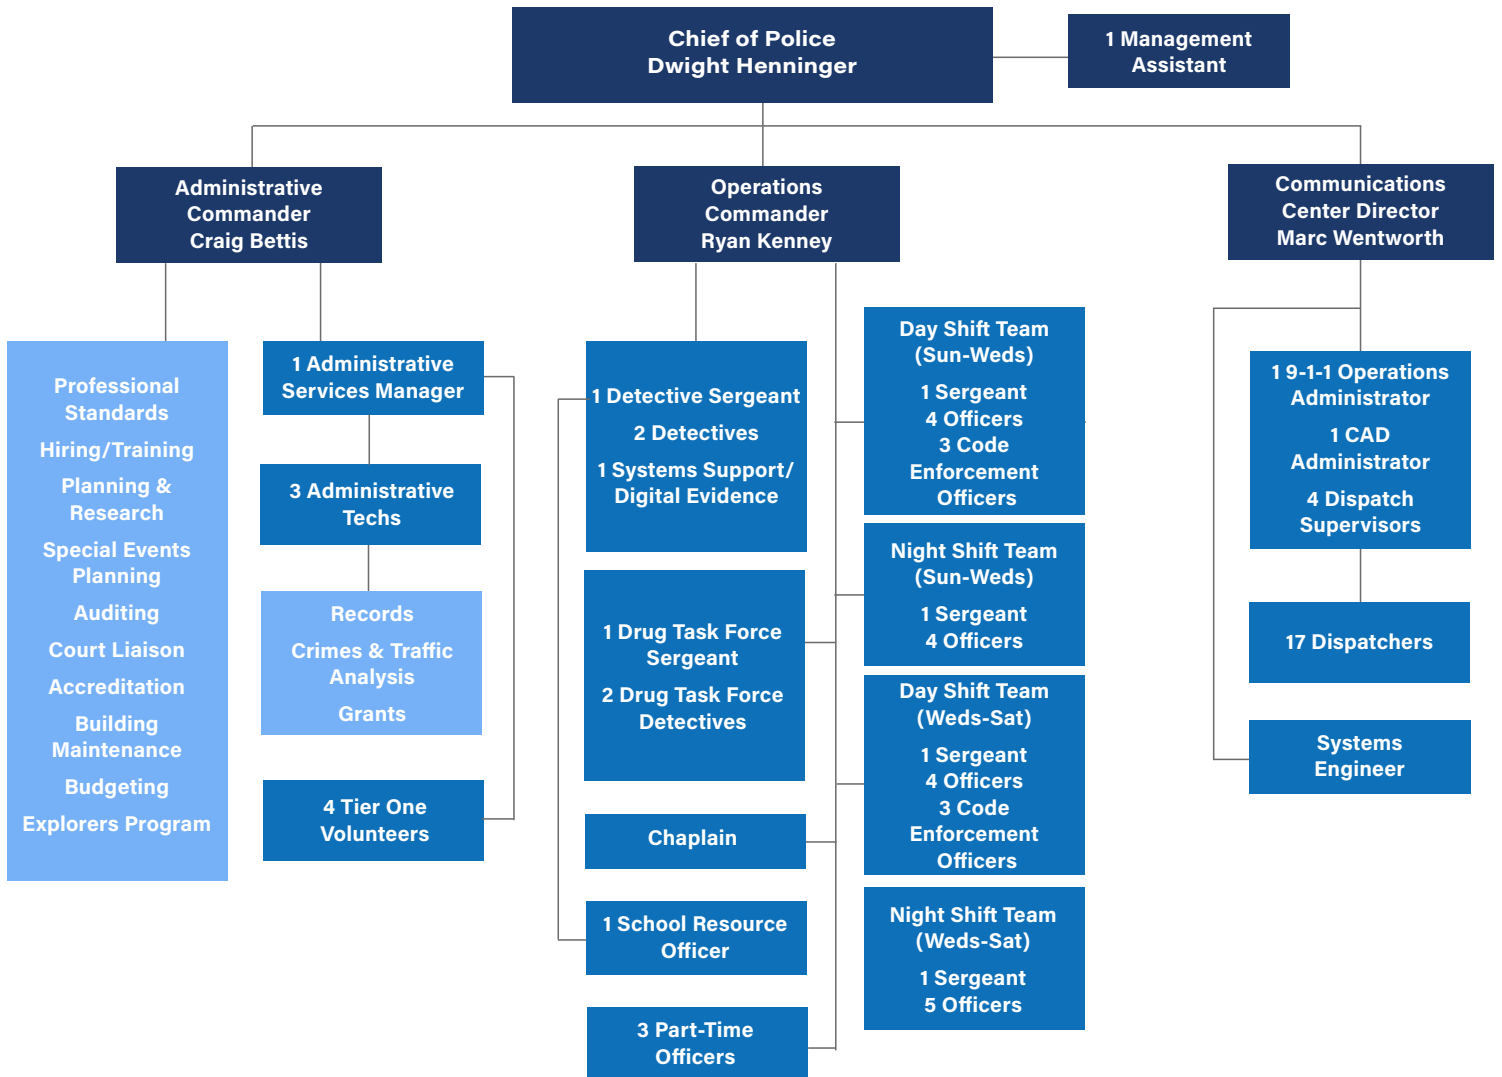 Chief of Police
Dwight Henninger
1 Management
Assistant
Administrative
Commander
Craig Bettis
Operations
Commander
Ryan Kenney
Communications
Center Director
Marc Wentworth
Professional
Standards
Hiring/Training
Planning &
Research
Special Events
Planning
Auditing
Court Liaison
Accreditation
Building
Maintenance
Budgeting
Explorers Program
1 Administrative
Services Manager
3 Administrative
Techs
Records
Crimes & Traffic
Analysis
Grants
4 Tier One
Volunteers
1 Detective Sergeant
2 Detectives
1 Systems Support/
Digital Evidence
1 Drug Task Force
Sergeant
2 Drug Task Force
Detectives
Chaplain
1 School Resource
Officer
3 Part-Time
Officers
Day Shift Team
(Sun-Weds)
1 Sergeant
4 Officers
3 Code
Enforcement
Officers
Night Shift Team
(Sun-Weds)
1 Sergeant
4 Officers
Day Shift Team
(Weds-Sat)
1 Sergeant
4 Officers
3 Code
Enforcement
Officers
Night Shift Team
(Weds-Sat)
1 Sergeant
5 Officers
1 9-1-1 Operations
Administrator
1 CAD
Administrator
4 Dispatch
Supervisors
17 Dispatchers
Systems
Engineer